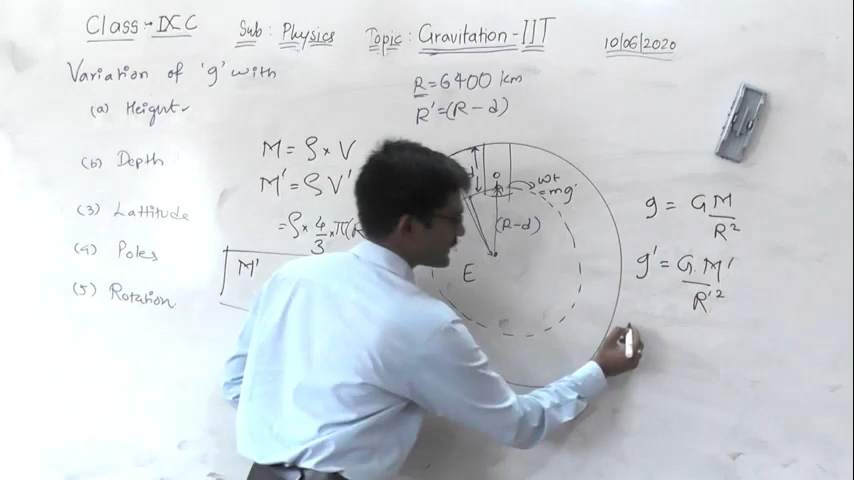 Class:- IX C Sub: Physics Topic: Gravitation-IIT 10/06/2020
Variation of 'g' with
(a) Height
(b) Depth
(3) Lattitude
(4) Poles
(5) Rotation
R=6400 km
R'=(R-d)
M = ρ × V
M' = ρ V'
= ρ × 4/3 × π(R
M'
d
wt
= mg'
(R-d)
E
g = GM/R²
g' = G.M'/R'²